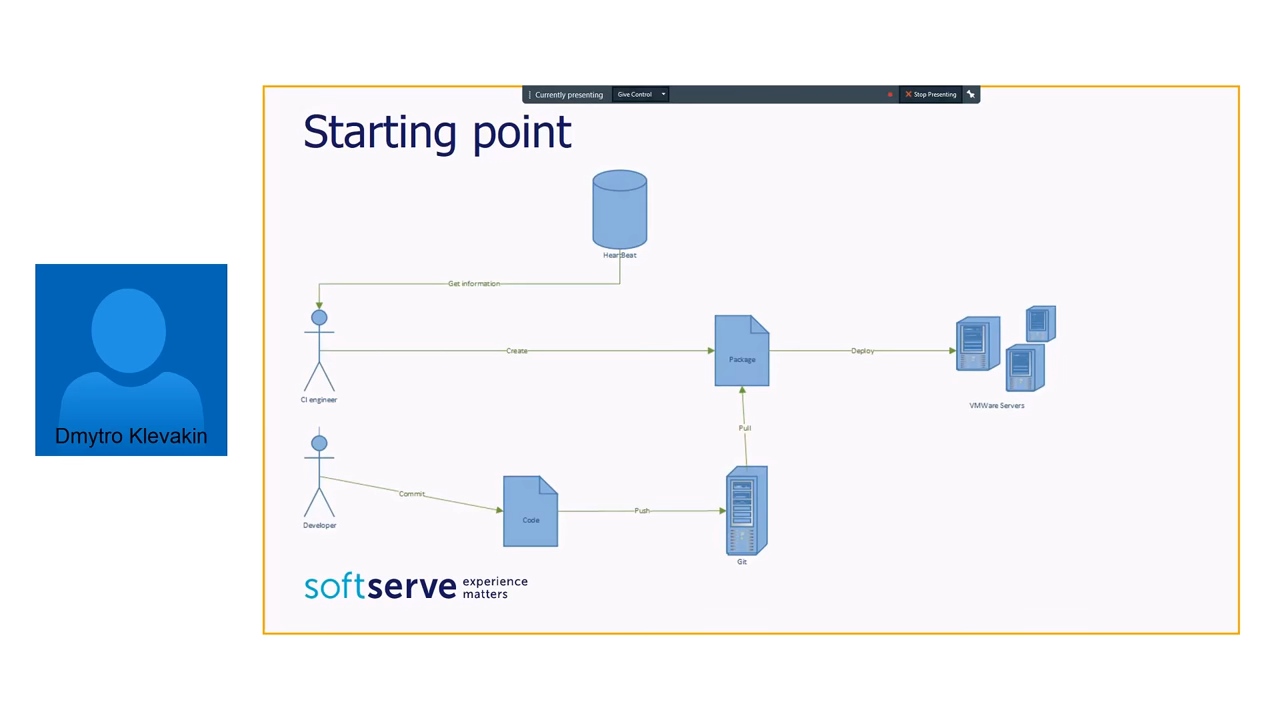 Currently presenting
Give Control
Stop Presenting
Starting point
HeartBeat
Get information
Create
Package
Deploy
CI engineer
VMWare Servers
Pull
Dmytro Klevakin
Commit
Code
Push
Developer
Git
softserve experience
matters